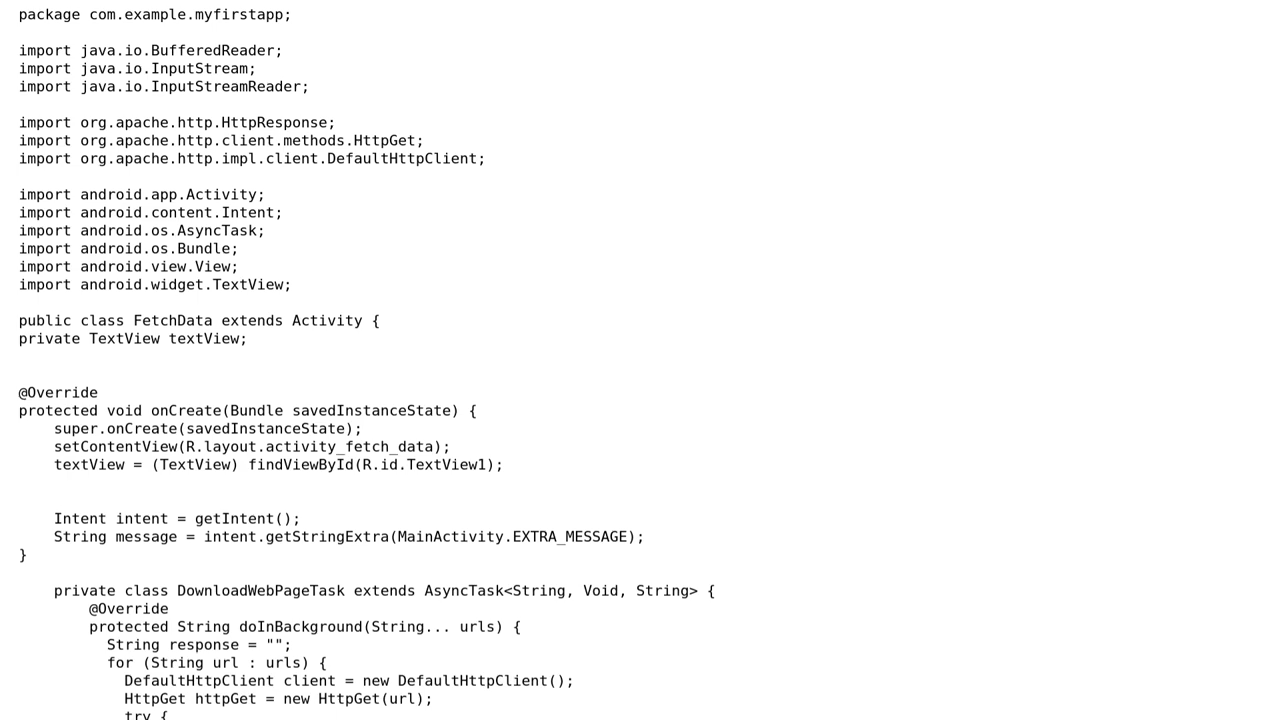 package com.example.myfirstapp;
import java.io.BufferedReader;
import java.io.InputStream;
import java.io.InputStreamReader;
import org.apache.http.HttpResponse;
import org.apache.http.client.methods.HttpGet;
import org.apache.http.impl.client.DefaultHttpClient;
import android.app.Activity;
import android.content.Intent;
import android.os.AsyncTask;
import android.os.Bundle;
import android.view.View;
import android.widget.TextView;
public class FetchData extends Activity {
private TextView textView;
@Override
protected void onCreate(Bundle savedInstanceState) {
    super.onCreate(savedInstanceState);
    setContentView(R.layout.activity_fetch_data);
    textView = (TextView) findViewById(R.id.TextView1);
    Intent intent = getIntent();
    String message = intent.getStringExtra(MainActivity.EXTRA_MESSAGE);
}
    private class DownloadWebPageTask extends AsyncTask<String, Void, String> {
        @Override
        protected String doInBackground(String... urls) {
          String response = "";
          for (String url : urls) {
            DefaultHttpClient client = new DefaultHttpClient();
            HttpGet httpGet = new HttpGet(url);
            try {